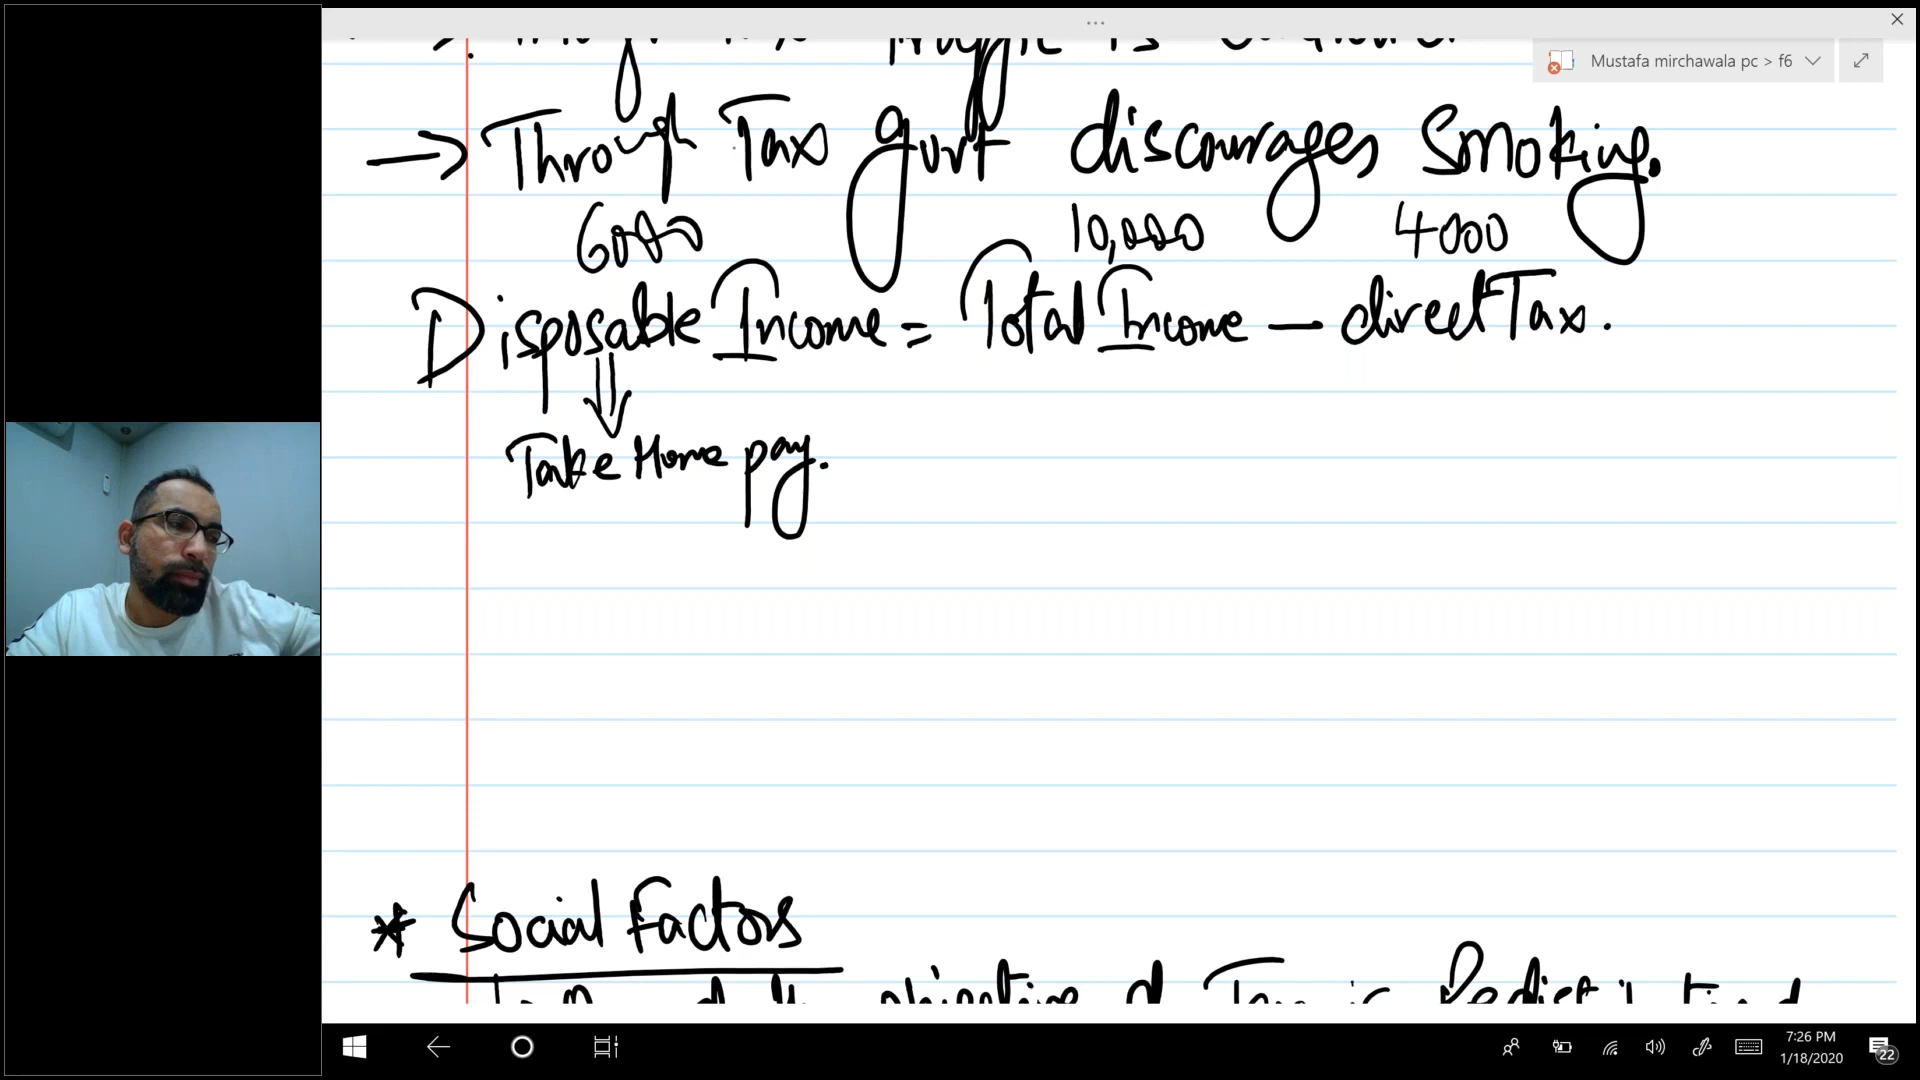 Mustafa mirchawala pc > f6
→ Through Tax govt discourages Smoking.
6000 10,000 4000
Disposable Income = Total Income — direct Tax.
Take Home pay.
* Social Factors
7:26 PM
1/18/2020
22